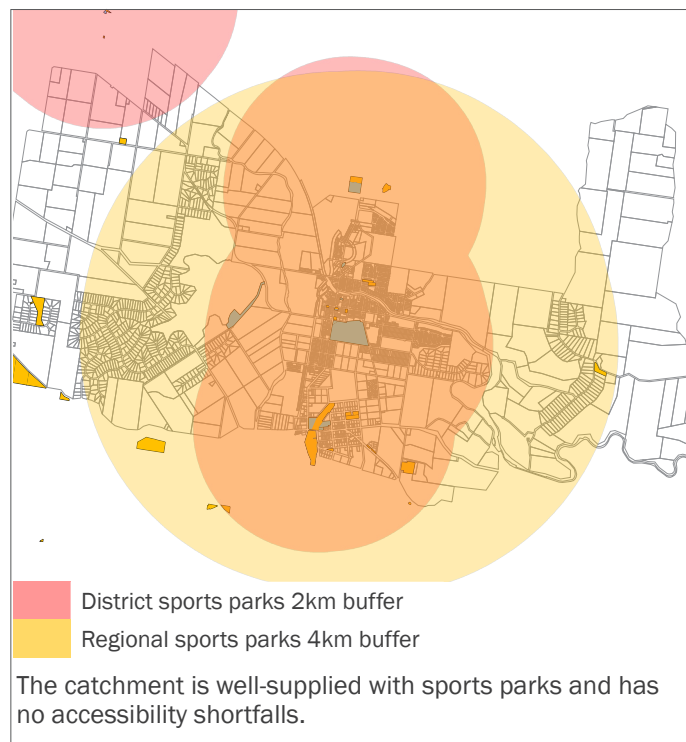 District sports parks 2km buffer
Regional sports parks 4km buffer
The catchment is well-supplied with sports parks and has
no accessibility shortfalls.